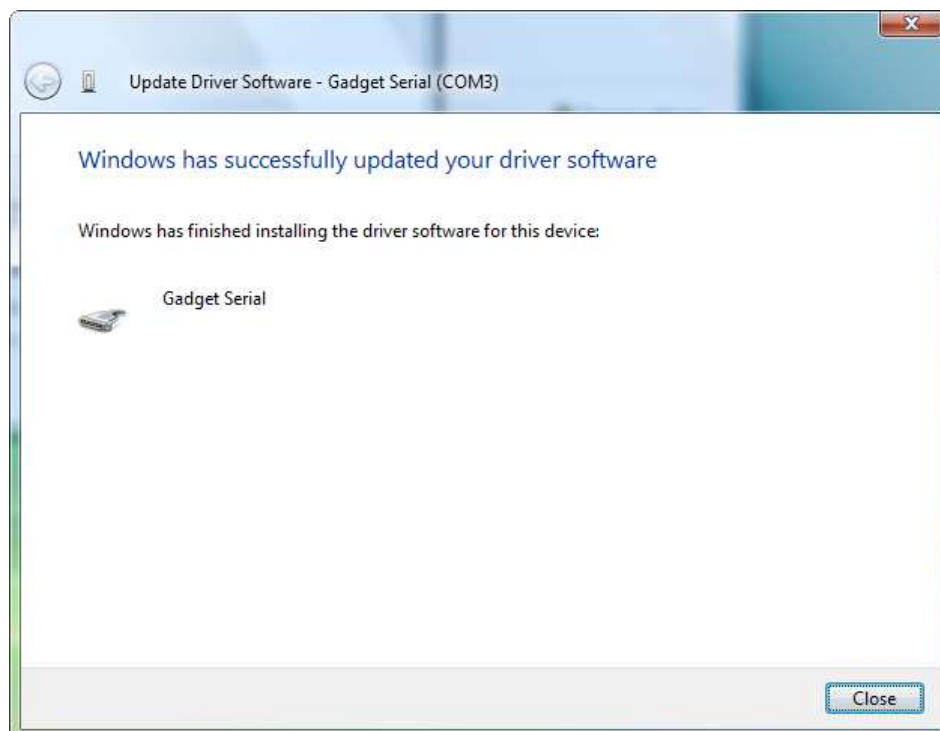 Update Driver Software - Gadget Serial (COM3)
Windows has successfully updated your driver software
Windows has finished installing the driver software for this device:
Gadget Serial
Close